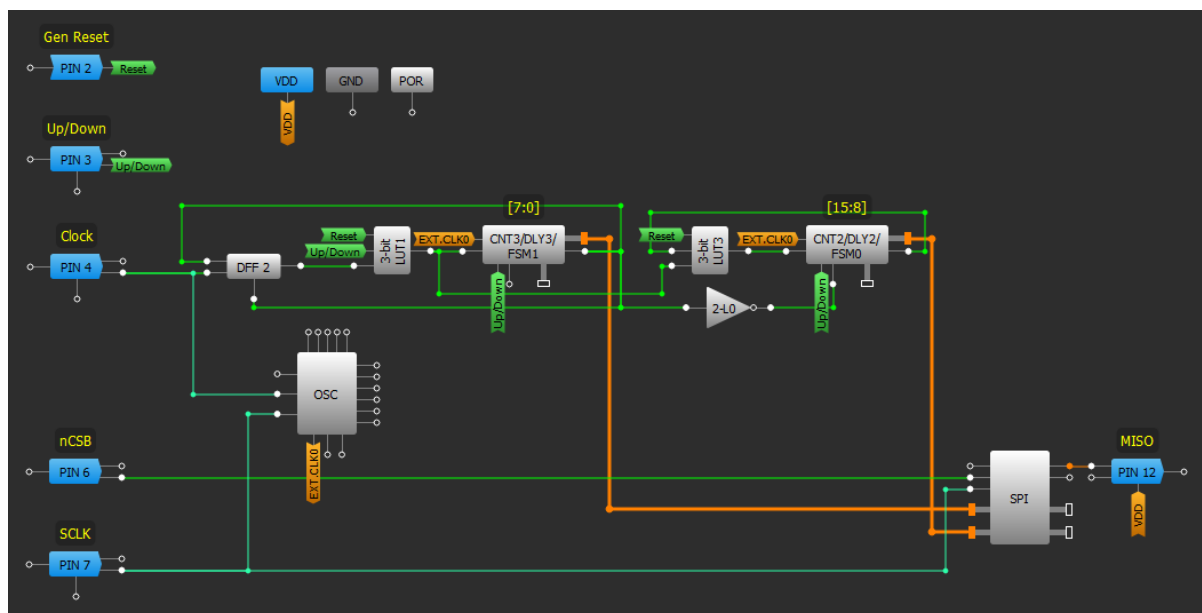 Gen Reset
PIN 2
Reset
VDD
GND
POR
VDD
Up/Down
PIN 3
Up/Down
Clock
PIN 4
DFF 2
Reset
Up/Down
3-bit
LUT1
EXT.CLK0
[7:0]
CNT3/DLY3/
FSM1
Up/Down
Reset
3-bit
LUT3
EXT.CLK0
[15:8]
CNT2/DLY2/
FSM0
Up/Down
2-L0
OSC
EXT.CLK0
nCSB
PIN 6
SCLK
PIN 7
SPI
MISO
PIN 12
VDD